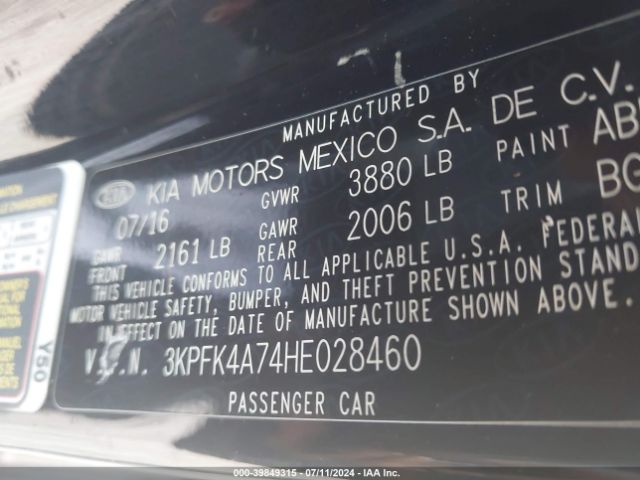 MANUFACTURED BY
KIA KIA MOTORS MEXICO S.A. DE C.V.
07/16 GVWR 3880 LB PAINT AB
GAWR FRONT 2161 LB GAWR REAR 2006 LB TRIM BG
THIS VEHICLE CONFORMS TO ALL APPLICABLE U.S.A. FEDERAL
MOTOR VEHICLE SAFETY, BUMPER, AND THEFT PREVENTION STAND
IN EFFECT ON THE DATE OF MANUFACTURE SHOWN ABOVE.
V.I.N. 3KPFK4A74HE028460
PASSENGER CAR
Y50
000-39849315 - 07/11/2024 - IAA Inc.